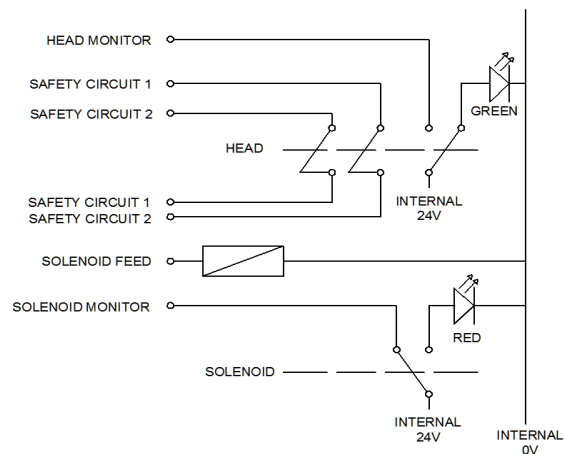 HEAD MONITOR
SAFETY CIRCUIT 1
SAFETY CIRCUIT 2
GREEN
HEAD
INTERNAL
24V
SAFETY CIRCUIT 1
SAFETY CIRCUIT 2
SOLENOID FEED
SOLENOID MONITOR
RED
SOLENOID
INTERNAL
24V
INTERNAL
0V